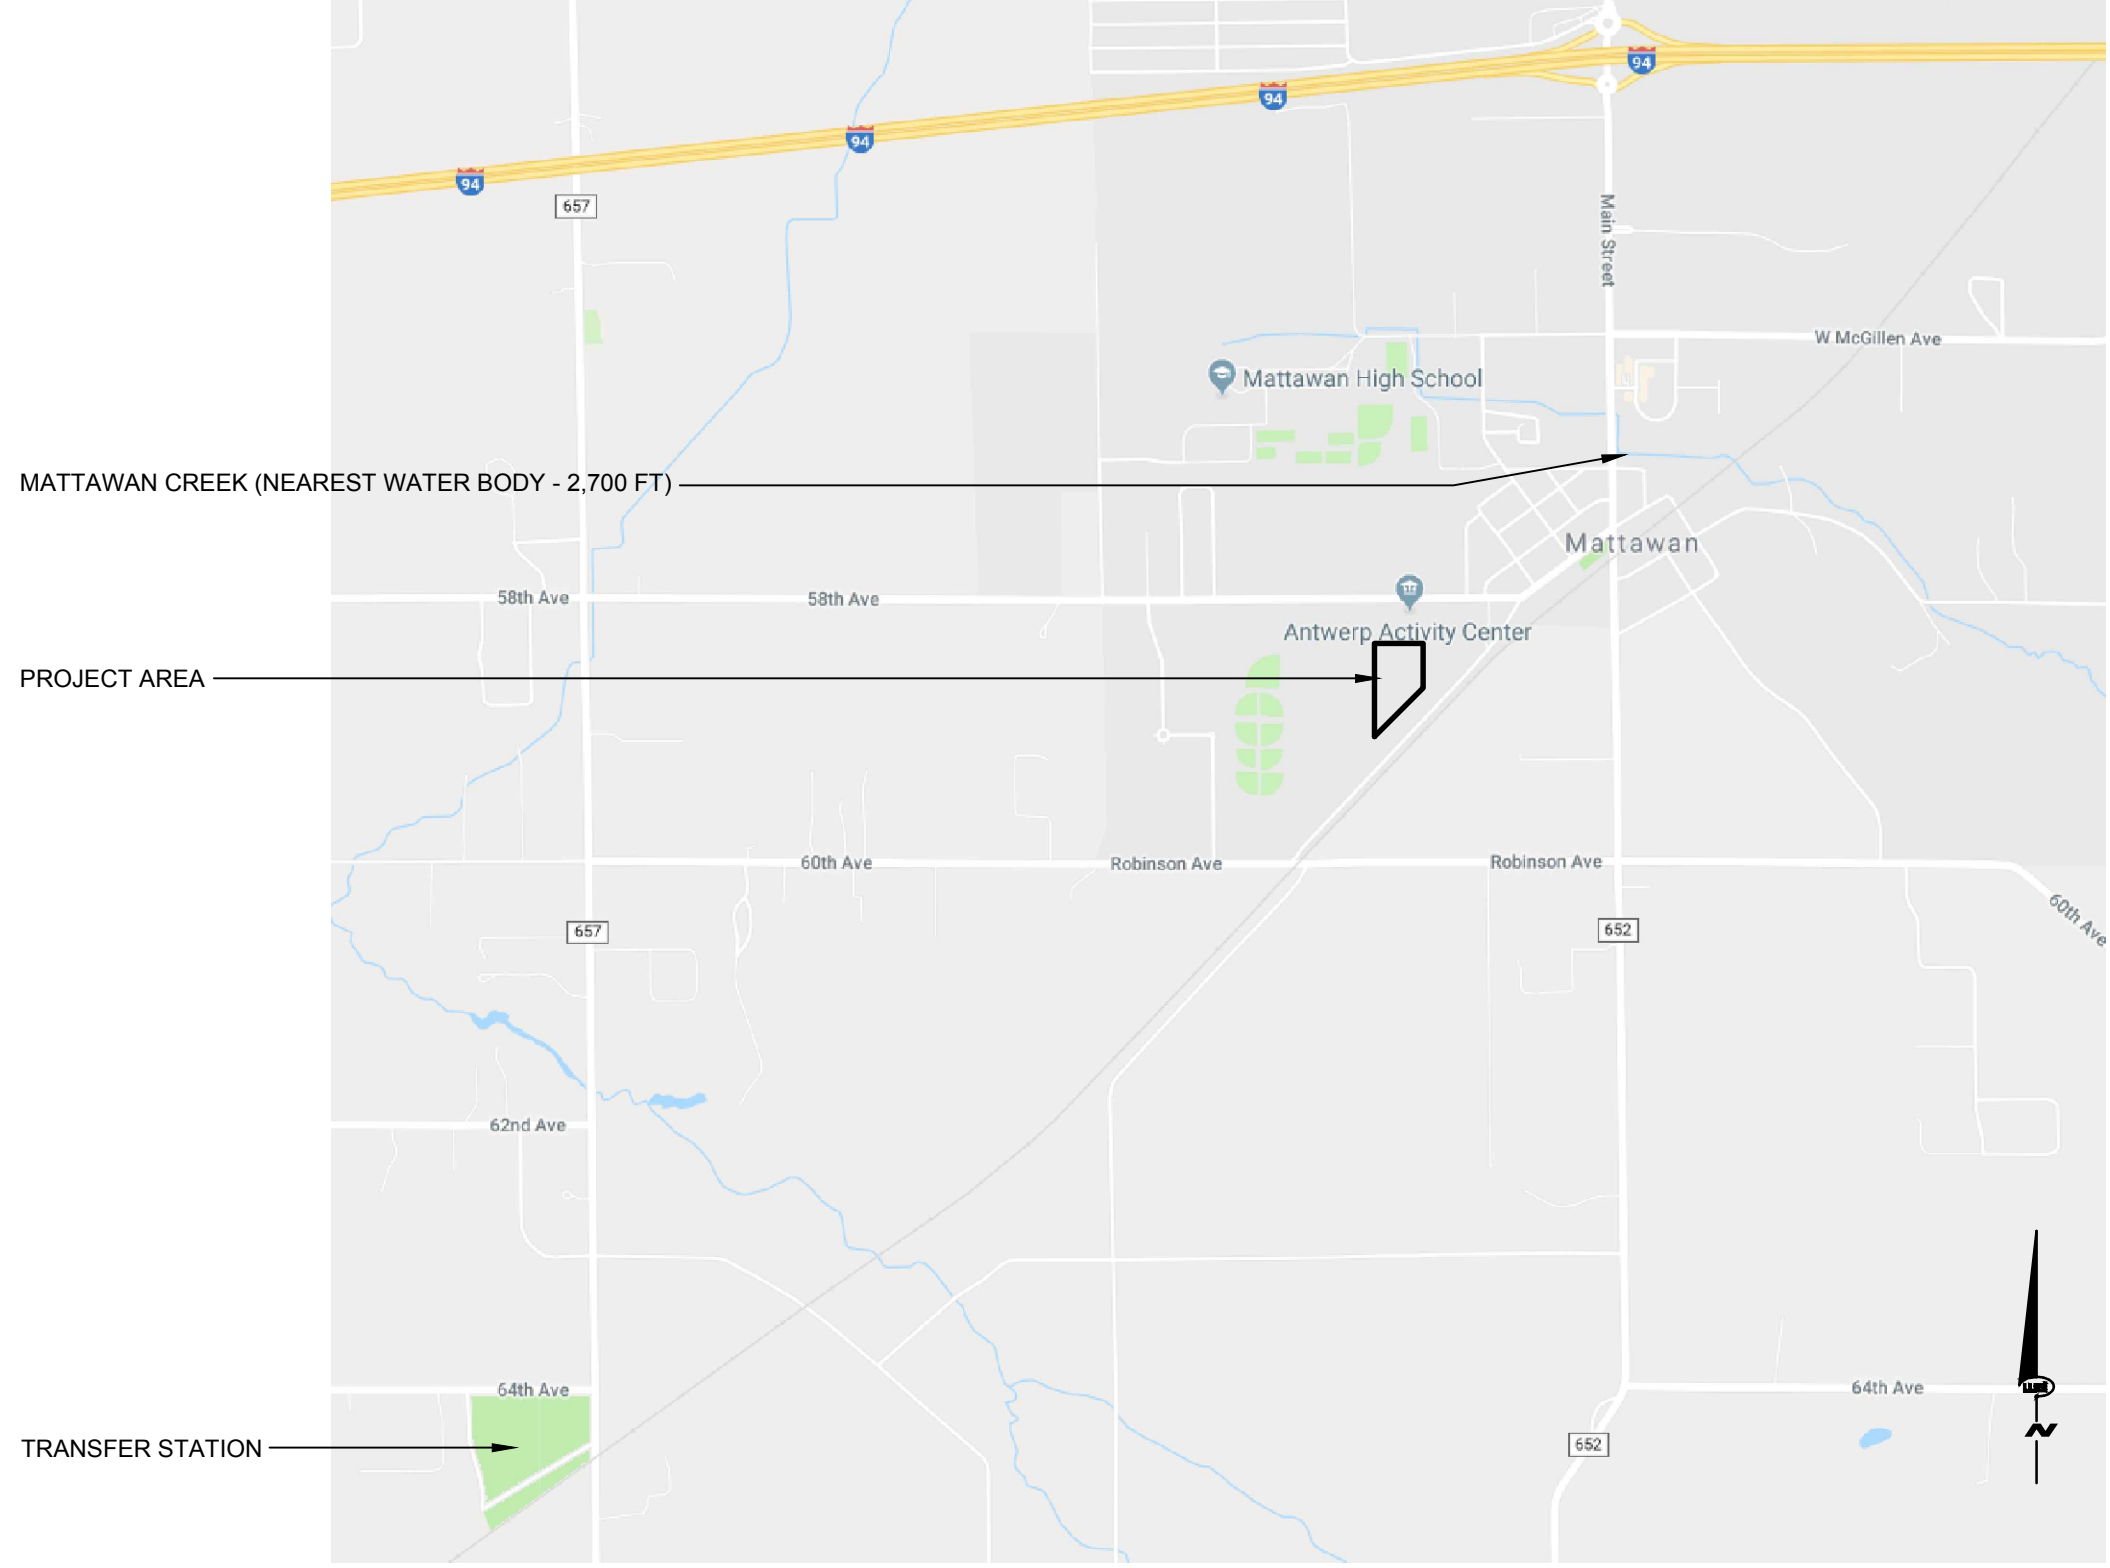 94
94
94
94
657
Main Street
W McGillen Ave
Mattawan High School
MATTAWAN CREEK (NEAREST WATER BODY - 2,700 FT)
Mattawan
58th Ave
58th Ave
Antwerp Activity Center
PROJECT AREA
60th Ave
Robinson Ave
Robinson Ave
60th Ave
657
652
62nd Ave
64th Ave
64th Ave
TRANSFER STATION
652
N